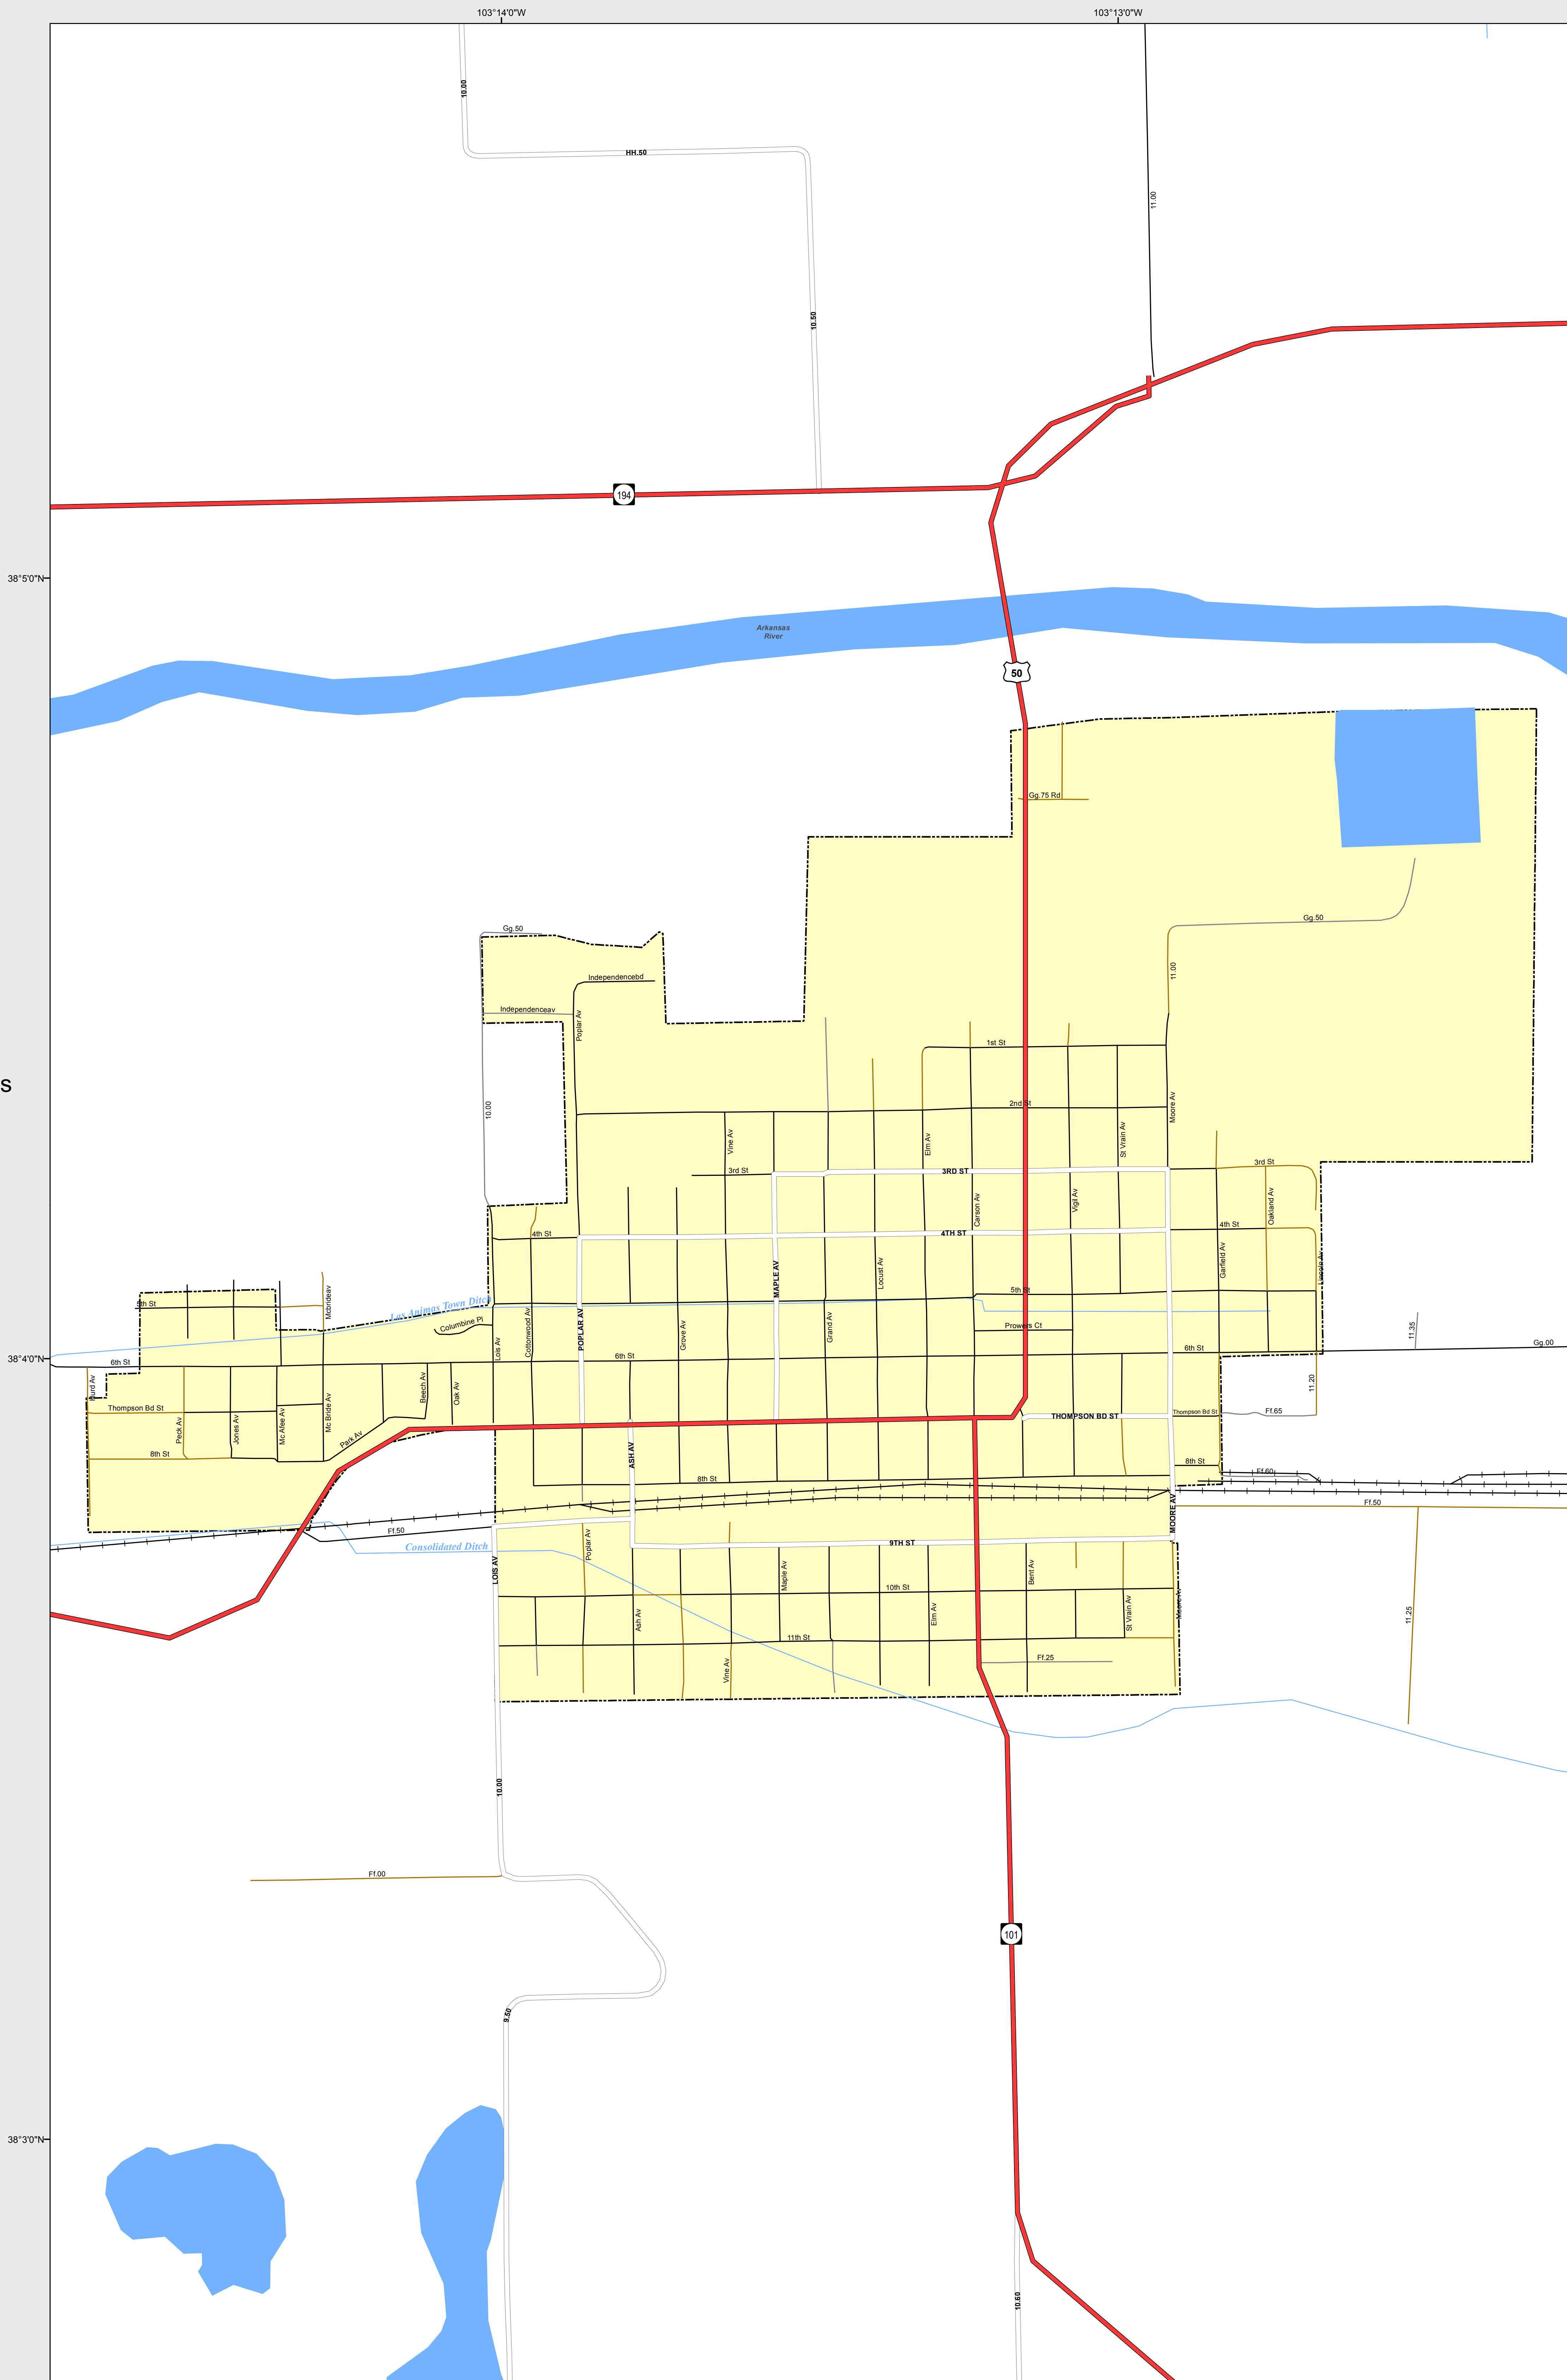 103°14'0"W
103°13'0"W
10.00
HH.50
11.00
10.50
194
38°5'0"N
Arkansas
River
50
Gg.75 Rd
Gg.50
Gg.50
11.00
Independencebd
Independenceav
Poplar Av
1st St
S
10.00
2nd St
Moore Av
Vine Av
Elm Av
St Vrain Av
3rd St
3RD ST
3rd St
Carson Av
Vigil Av
Oakland Av
4th St
4TH ST
4th St
Garfield Av
Lincoln Av
MAPLE AV
Locust Av
Mcbrideav
Las Animas Town Ditch
5th St
5th St
Columbine Pl
Lois Av
Cottonwood Av
POPLAR AV
Grove Av
Grand Av
Prowers Ct
11.35
Gg.00
38°4'0"N
6th St
6th St
6th St
Hurd Av
Beech Av
Oak Av
11.20
Thompson Bd St
THOMPSON BD ST
Thompson Bd St
Ff.65
Peck Av
Jones Av
Mc Afee Av
Mc Bride Av
Park Av
ASH AV
8th St
8th St
8th St
Ff.60
Ff.50
Ff.50
MOORE AV
Consolidated Ditch
Poplar Av
9TH ST
LOIS AV
Maple Av
Bent Av
10th St
Moore Av
Ash Av
Elm Av
St Vrain Av
11.25
11th St
Vine Av
Ff.25
10.00
Ff.00
101
9.50
38°3'0"N
10.60